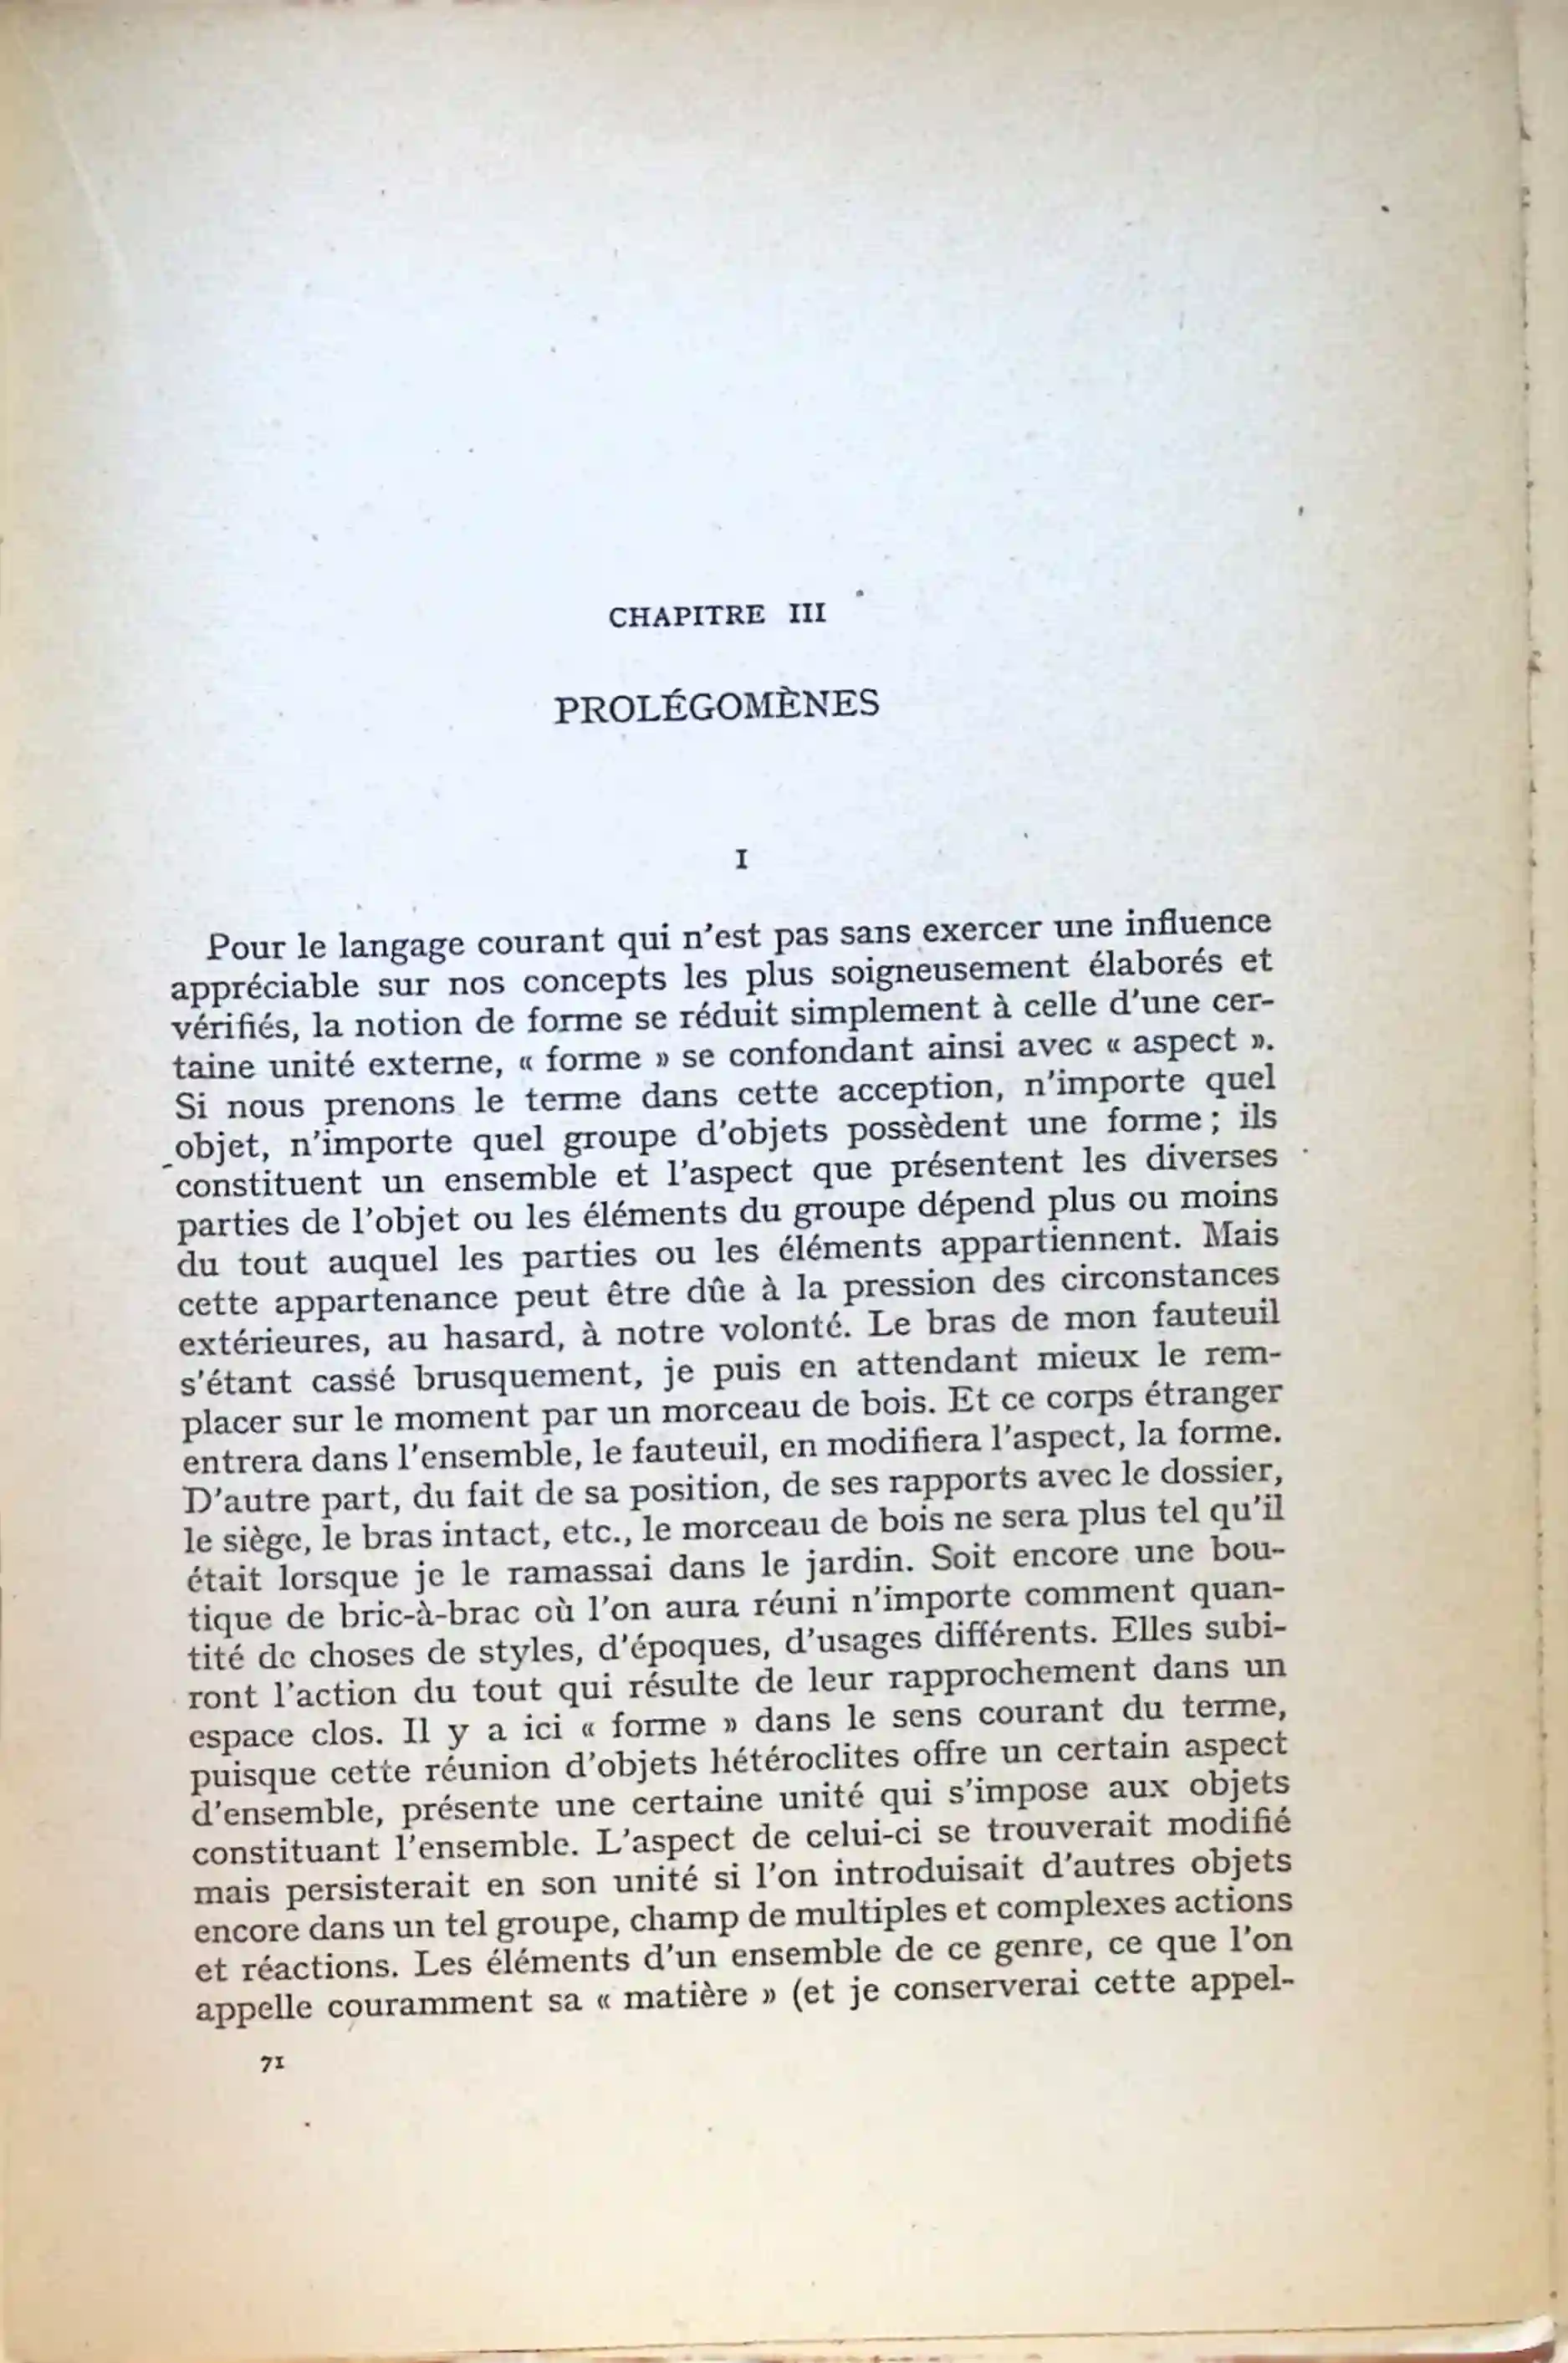 CHAPITRE III
PROLÉGOMÈNES
I
Pour le langage courant qui n'est pas sans exercer une influence
appréciable sur nos concepts les plus soigneusement élaborés et
vérifiés, la notion de forme se réduit simplement à celle d'une cer-
taine unité externe, « forme » se confondant ainsi avec « aspect ».
Si nous prenons le terme dans cette acception, n'importe quel
objet, n'importe quel groupe d'objets possèdent une forme ; ils
constituent un ensemble et l'aspect que présentent les diverses
parties de l'objet ou les éléments du groupe dépend plus ou moins
du tout auquel les parties ou les éléments appartiennent. Mais
cette appartenance peut être dûe à la pression des circonstances
extérieures, au hasard, à notre volonté. Le bras de mon fauteuil
s'étant cassé brusquement, je puis en attendant mieux le rem-
placer sur le moment par un morceau de bois. Et ce corps étranger
entrera dans l'ensemble, le fauteuil, en modifiera l'aspect, la forme.
D'autre part, du fait de sa position, de ses rapports avec le dossier,
le siège, le bras intact, etc., le morceau de bois ne sera plus tel qu'il
était lorsque je le ramassai dans le jardin. Soit encore une bou-
tique de bric-à-brac où l'on aura réuni n'importe comment quan-
tité de choses de styles, d'époques, d'usages différents. Elles subi-
ront l'action du tout qui résulte de leur rapprochement dans un
espace clos. Il y a ici « forme » dans le sens courant du terme,
puisque cette réunion d'objets hétéroclites offre un certain aspect
d'ensemble, présente une certaine unité qui s'impose aux objets
constituant l'ensemble. L'aspect de celui-ci se trouverait modifié
mais persisterait en son unité si l'on introduisait d'autres objets
encore dans un tel groupe, champ de multiples et complexes actions
et réactions. Les éléments d'un ensemble de ce genre, ce que l'on
appelle couramment sa « matière » (et je conserverai cette appel-
71